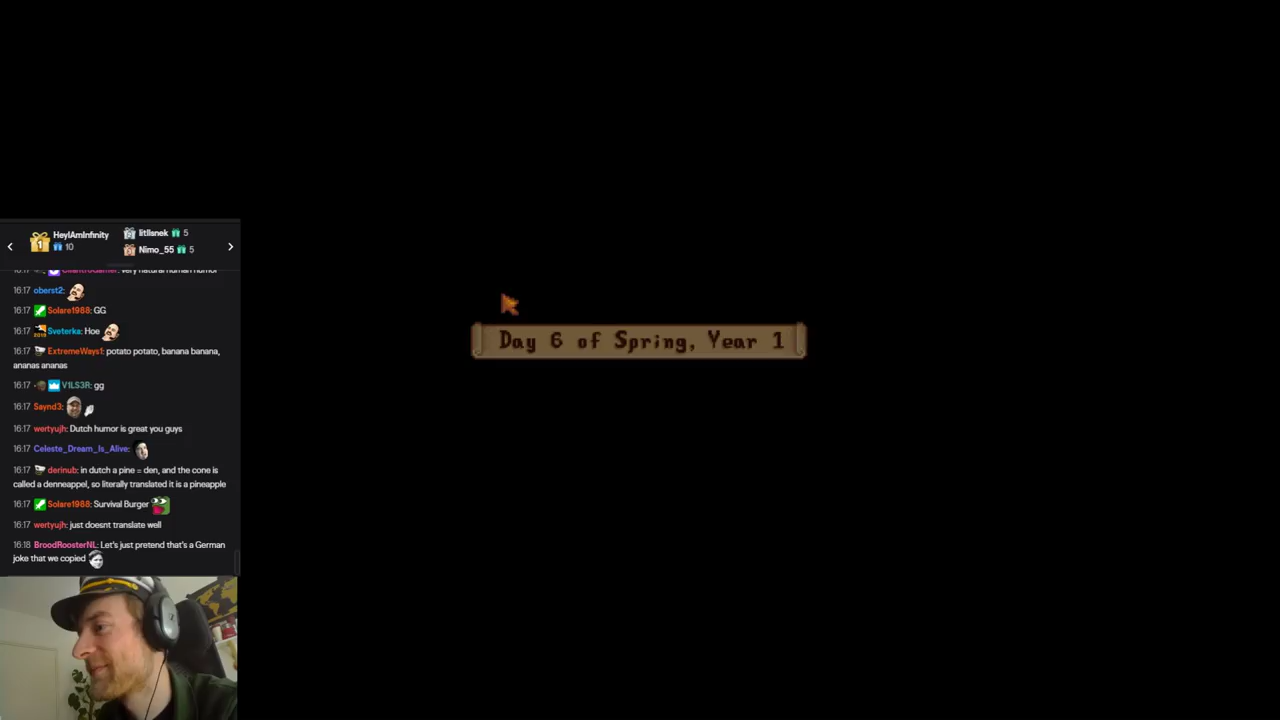 HeyIAmInfinity
10
litllsnek 5
Nimo_55 5
very natural human humor
16:17 oberst2:
16:17 Solare1988: GG
16:17 Sveterka: Hoe
16:17 ExtremeWays1: potato potato, banana banana,
ananas ananas
16:17 V1LS3R: gg
16:17 Saynd3:
16:17 wertyujh: Dutch humor is great you guys
16:17 Celeste_Dream_Is_Alive:
16:17 derinub: in dutch a pine = den, and the cone is
called a denneappel, so literally translated it is a pineapple
16:17 Solare1988: Survival Burger
16:17 wertyujh: just doesnt translate well
16:18 BroodRoosterNL: Let's just pretend that's a German
joke that we copied
Day 6 of Spring, Year 1